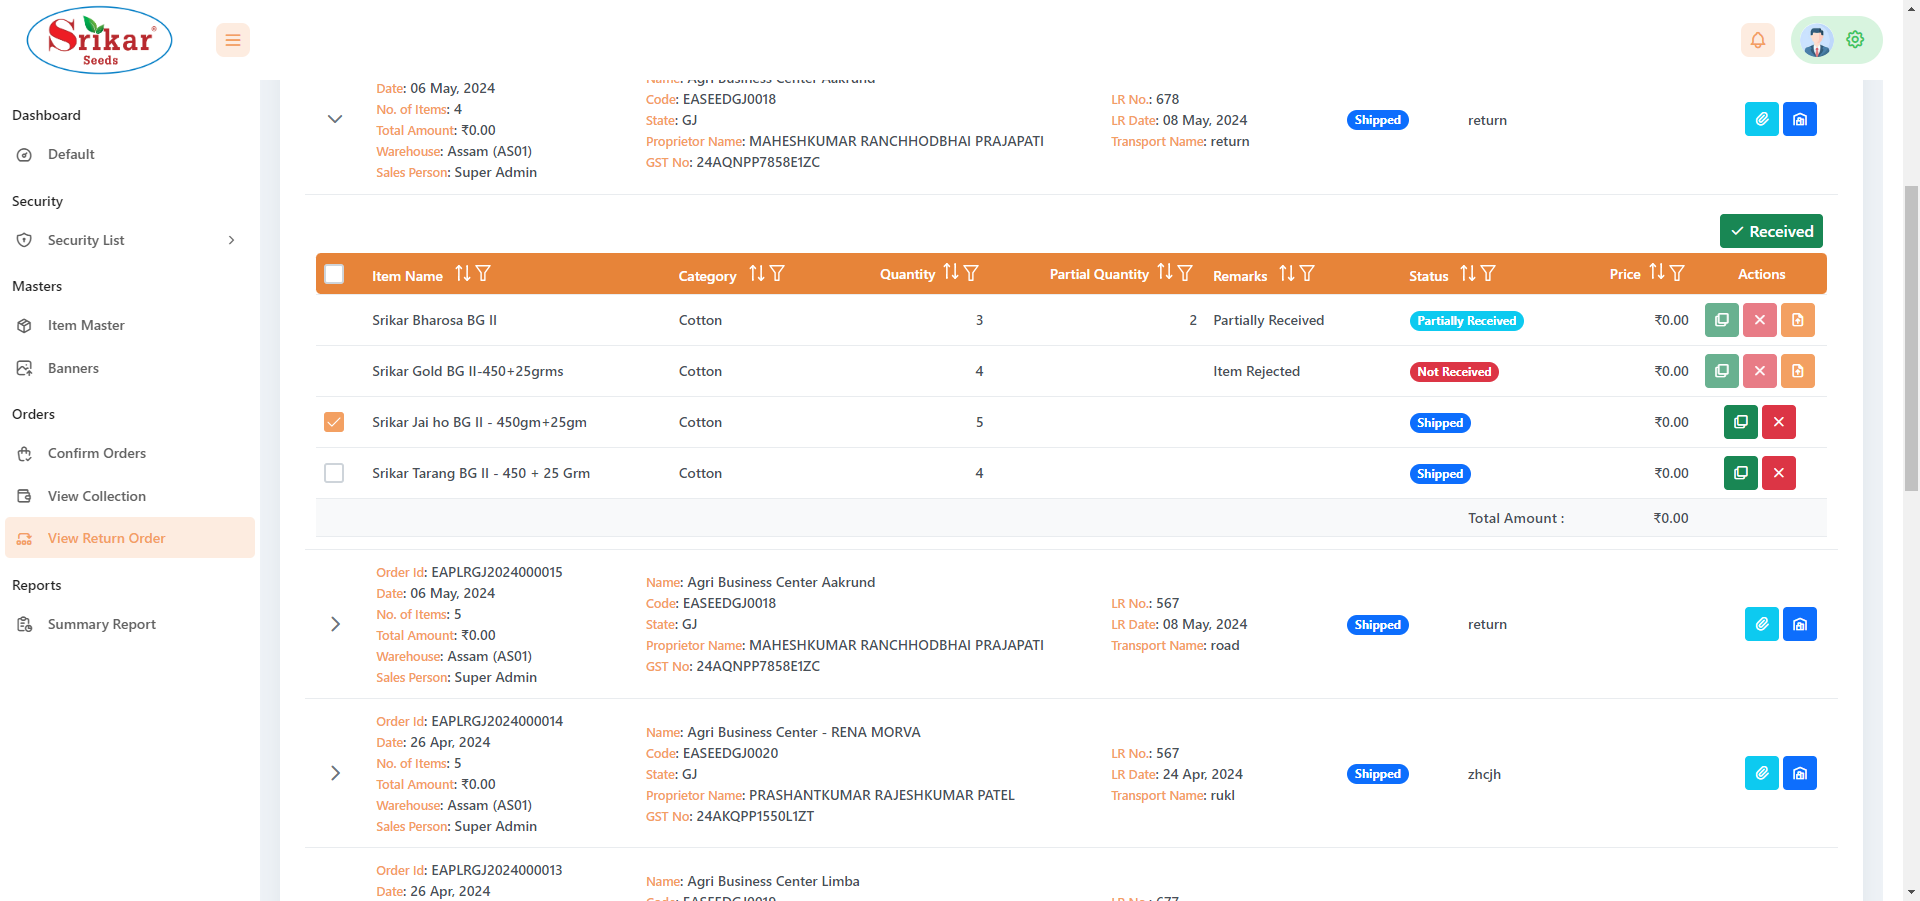 Srikar
Seeds
Dashboard
Default
Security
Security List
Masters
Item Master
Banners
Orders
Confirm Orders
View Collection
View Return Order
Reports
Summary Report
Date: 06 May, 2024
No. of Items: 4
Total Amount: ₹0.00
Warehouse: Assam (AS01)
Sales Person: Super Admin
Name: Agri Business Center Aakrund
Code: EASEEDGJ0018
State: GJ
Proprietor Name: MAHESHKUMAR RANCHHODBHAI PRAJAPATI
GST No: 24AQNPP7858E1ZC
LR No.: 678
LR Date: 08 May, 2024
Transport Name: return
Shipped
return
Received
Item Name Category Quantity Partial Quantity Remarks Status Price Actions
Srikar Bharosa BG II Cotton 3 2 Partially Received Partially Received ₹0.00
Srikar Gold BG II-450+25grms Cotton 4 Item Rejected Not Received ₹0.00
Srikar Jai ho BG II - 450gm+25gm Cotton 5 Shipped ₹0.00
Srikar Tarang BG II - 450 + 25 Grm Cotton 4 Shipped ₹0.00
Total Amount : ₹0.00
Order Id: EAPLRGJ2024000015
Date: 06 May, 2024
No. of Items: 5
Total Amount: ₹0.00
Warehouse: Assam (AS01)
Sales Person: Super Admin
Name: Agri Business Center Aakrund
Code: EASEEDGJ0018
State: GJ
Proprietor Name: MAHESHKUMAR RANCHHODBHAI PRAJAPATI
GST No: 24AQNPP7858E1ZC
LR No.: 567
LR Date: 08 May, 2024
Transport Name: road
Shipped
return
Order Id: EAPLRGJ2024000014
Date: 26 Apr, 2024
No. of Items: 5
Total Amount: ₹0.00
Warehouse: Assam (AS01)
Sales Person: Super Admin
Name: Agri Business Center - RENA MORVA
Code: EASEEDGJ0020
State: GJ
Proprietor Name: PRASHANTKUMAR RAJESHKUMAR PATEL
GST No: 24AKQPP1550L1ZT
LR No.: 567
LR Date: 24 Apr, 2024
Transport Name: rukl
Shipped
zhcjh
Order Id: EAPLRGJ2024000013
Date: 26 Apr, 2024
Name: Agri Business Center Limba
Code: EASEEDGJ0019
LR No.: 677